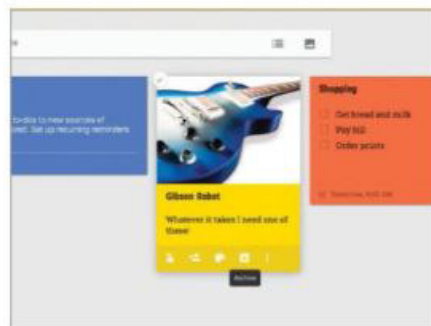 to-dos to new sources of
Set up recurring reminders
Gibson Robot
Whatever it takes I need one of
these!
Archive
Shopping
Get bread and milk
Pay bill
Order prints